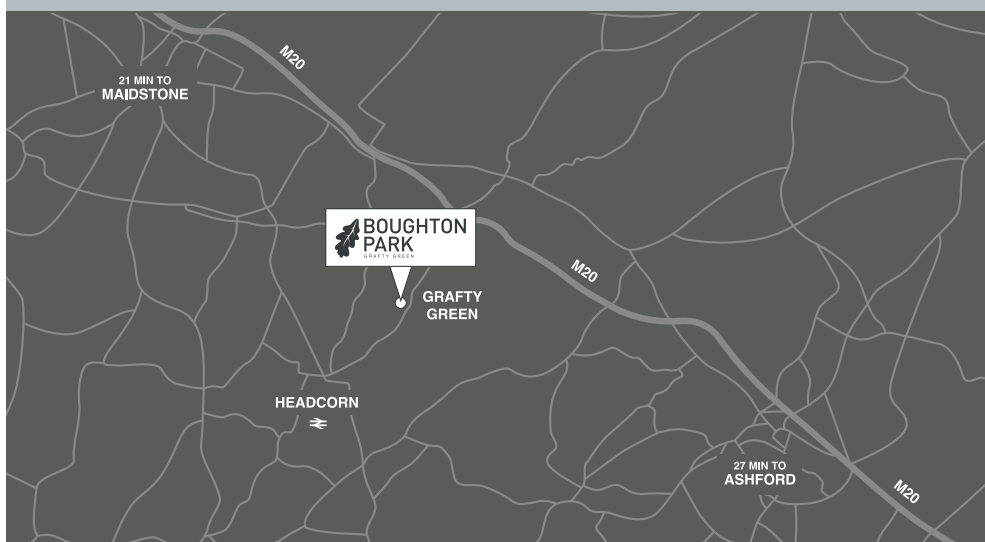 M20
21 MIN TO
MAIDSTONE
BOUGHTON
PARK
GRAFTY GREEN
M20
GRAFTY
GREEN
HEADCORN
27 MIN TO
ASHFORD
M20